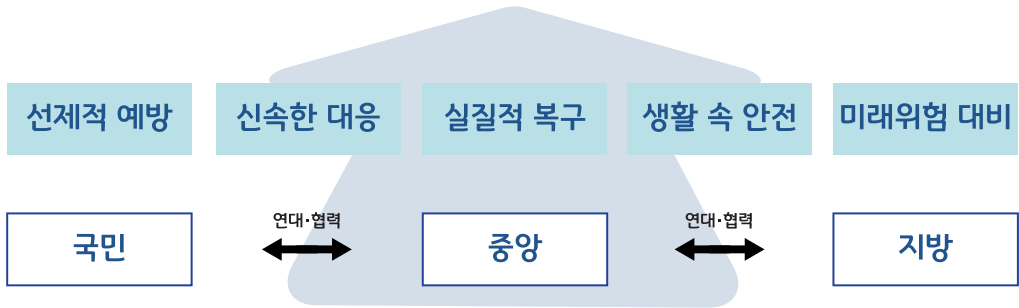 선제적 예방
신속한 대응
실질적 복구
생활 속 안전
미래위험 대비
연대·협력
연대·협력
국민
중앙
지방